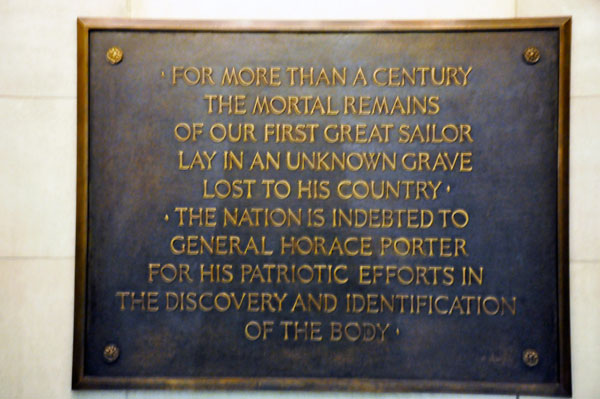 · FOR MORE THAN A CENTURY
THE MORTAL REMAINS
OF OUR FIRST GREAT SAILOR
LAY IN AN UNKNOWN GRAVE
LOST TO HIS COUNTRY ·
· THE NATION IS INDEBTED TO
GENERAL HORACE PORTER
FOR HIS PATRIOTIC EFFORTS IN
THE DISCOVERY AND IDENTIFICATION
OF THE BODY ·